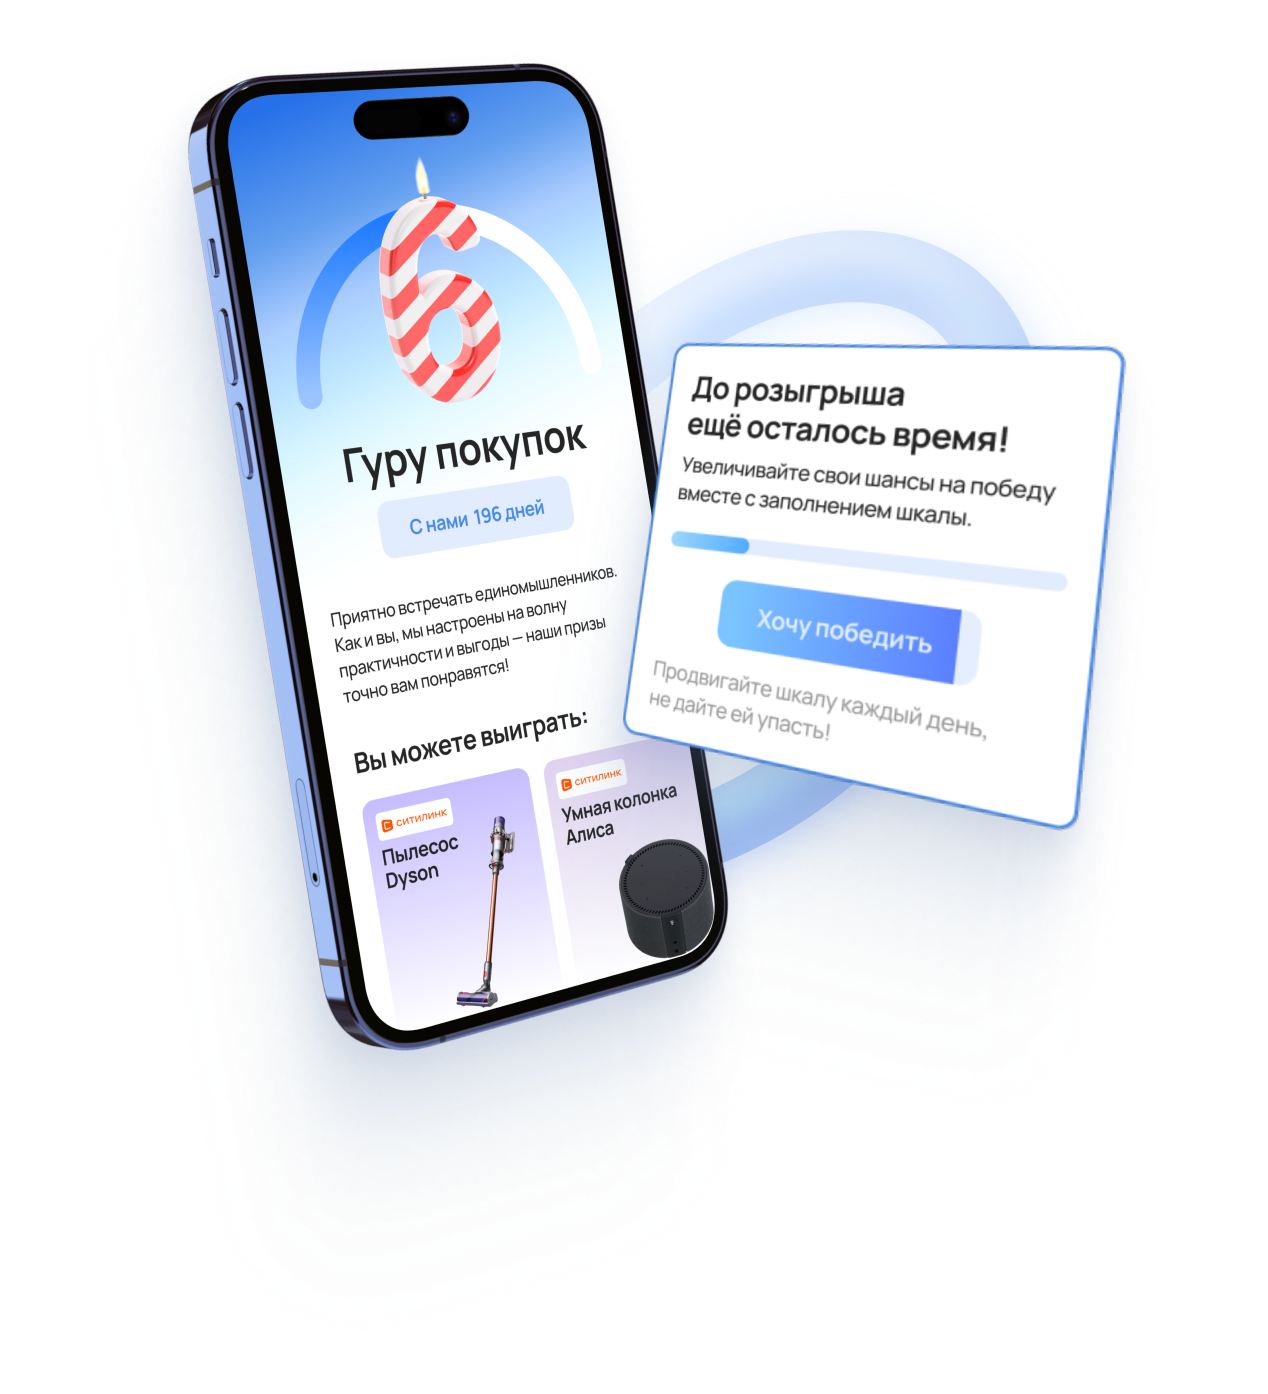 6
Гуру покупок
С нами 196 дней
Приятно встречать единомышленников.
Как и вы, мы настроены на волну
практичности и выгоды — наши призы
точно вам понравятся!
Вы можете выиграть:
СИТИЛИНК
Пылесос
Dyson
СИТИЛИНК
Умная колонка
Алиса
До розыгрыша
ещё осталось время!
Увеличивайте свои шансы на победу
вместе с заполнением шкалы.
Хочу победить
Продвигайте шкалу каждый день,
не дайте ей упасть!